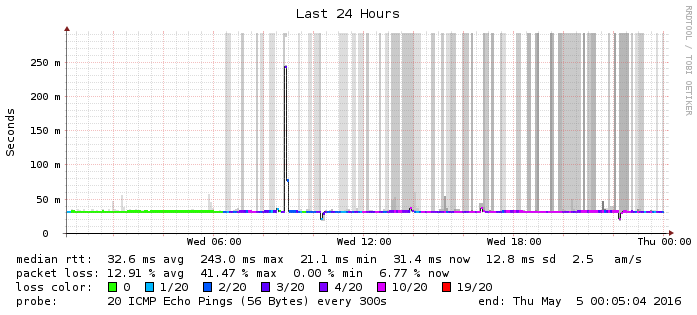 Last 24 Hours
RRDTOOL / TOBI OETIKER
Seconds
250 m
200 m
150 m
100 m
50 m
0
Wed 06:00 Wed 12:00 Wed 18:00 Thu 00:00
median rtt: 32.6 ms avg 243.0 ms max 21.1 ms min 31.4 ms now 12.8 ms sd 2.5 am/s
packet loss: 12.91 % avg 41.47 % max 0.00 % min 6.77 % now
loss color: 0 1/20 2/20 3/20 4/20 10/20 19/20
probe: 20 ICMP Echo Pings (56 Bytes) every 300s end: Thu May 5 00:05:04 2016